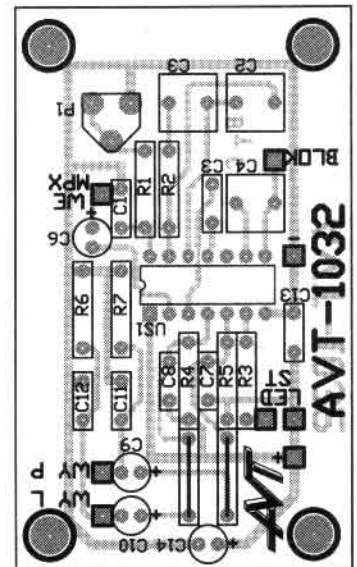 C3
C2
P1
BLOK
C4
C3
WE
MPX
C1
R1
R2
C6
AVT-1032
R6
R7
US1
C13
C8
R4
C7
R5
R3
LED
ST
C12
C11
C9
WY P
WY L
C10
C14
AVT